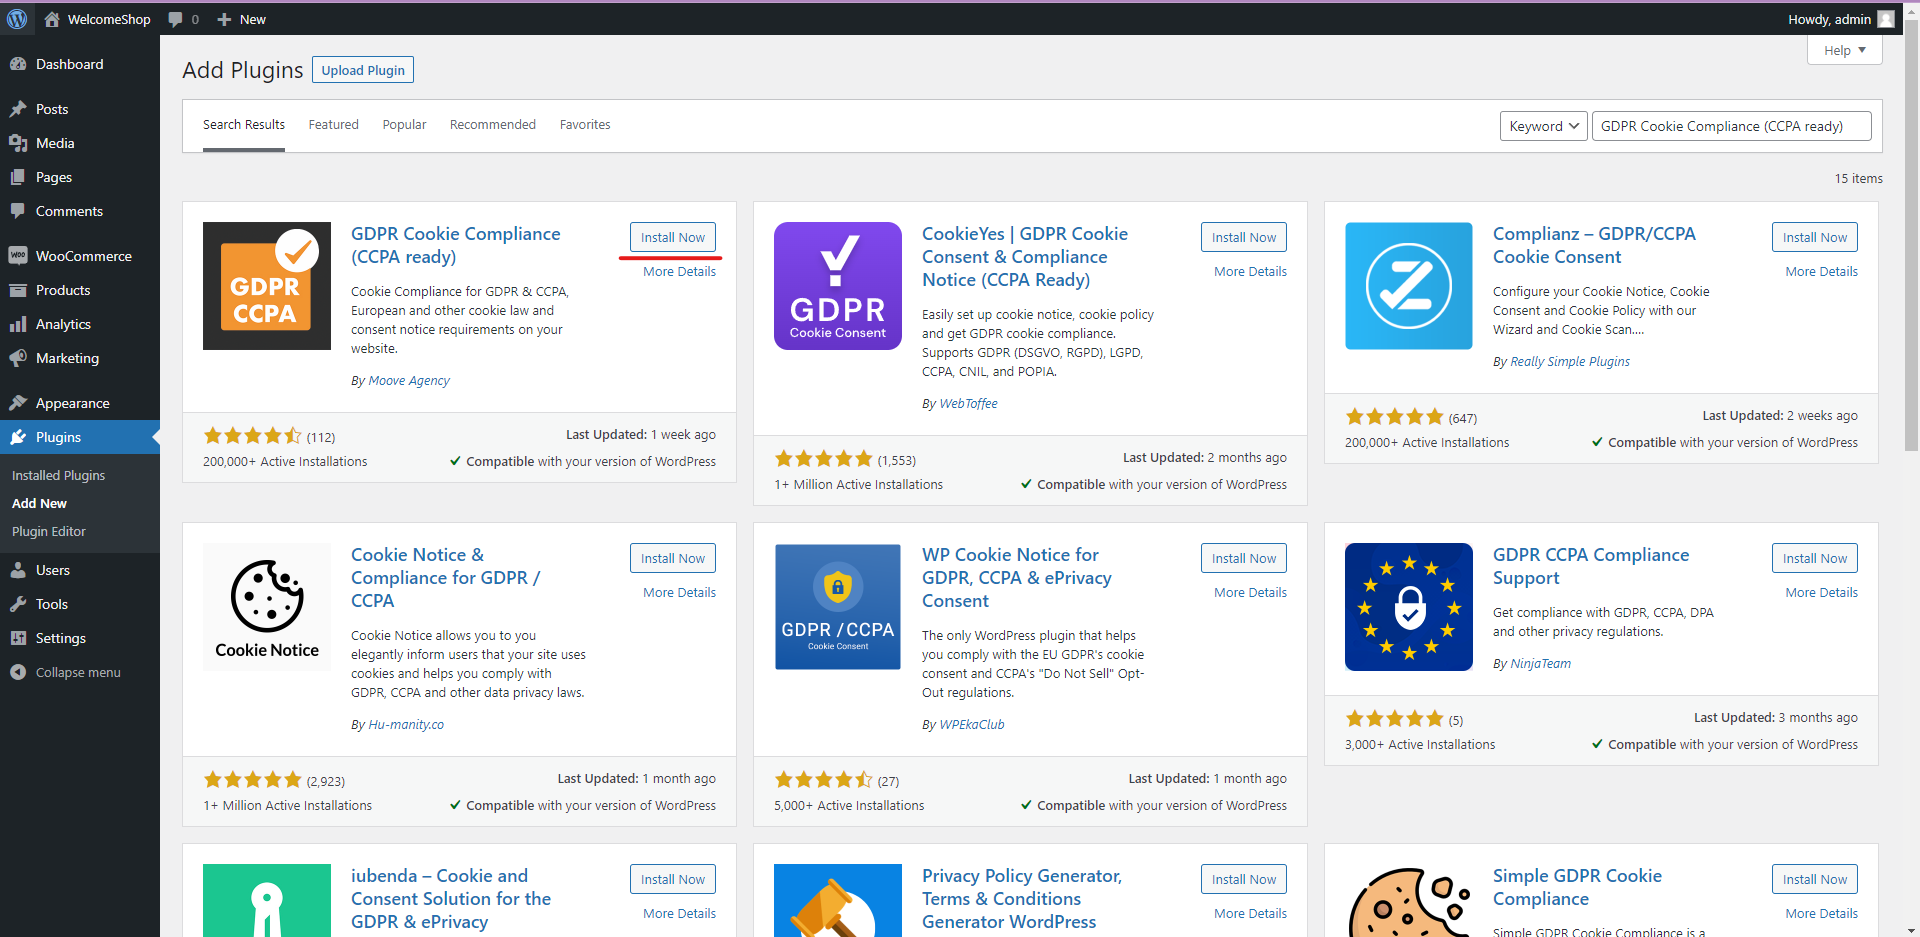 WelcomeShop
0
New
Howdy, admin
Dashboard
Posts
Media
Pages
Comments
WooCommerce
Products
Analytics
Marketing
Appearance
Plugins
Installed Plugins
Add New
Plugin Editor
Users
Tools
Settings
Collapse menu
Help
Add Plugins
Upload Plugin
Search Results
Featured
Popular
Recommended
Favorites
Keyword
GDPR Cookie Compliance (CCPA ready)
15 items
GDPR
CCPA
GDPR Cookie Compliance
(CCPA ready)
Install Now
More Details
Cookie Compliance for GDPR & CCPA,
European and other cookie law and
consent notice requirements on your
website.
By Moove Agency
(112)
Last Updated: 1 week ago
200,000+ Active Installations
Compatible with your version of WordPress
GDPR
Cookie Consent
CookieYes | GDPR Cookie
Consent & Compliance
Notice (CCPA Ready)
Install Now
More Details
Easily set up cookie notice, cookie policy
and get GDPR cookie compliance.
Supports GDPR (DSGVO, RGPD), LGPD,
CCPA, CNIL, and POPIA.
By WebToffee
(1,553)
Last Updated: 2 months ago
1+ Million Active Installations
Compatible with your version of WordPress
Complianz – GDPR/CCPA
Cookie Consent
Install Now
More Details
Configure your Cookie Notice, Cookie
Consent and Cookie Policy with our
Wizard and Cookie Scan....
By Really Simple Plugins
(647)
Last Updated: 2 weeks ago
200,000+ Active Installations
Compatible with your version of WordPress
Cookie Notice
Cookie Notice &
Compliance for GDPR /
CCPA
Install Now
More Details
Cookie Notice allows you to you
elegantly inform users that your site uses
cookies and helps you comply with
GDPR, CCPA and other data privacy laws.
By Hu-manity.co
(2,923)
Last Updated: 1 month ago
1+ Million Active Installations
Compatible with your version of WordPress
GDPR / CCPA
Cookie Consent
WP Cookie Notice for
GDPR, CCPA & ePrivacy
Consent
Install Now
More Details
The only WordPress plugin that helps
you comply with the EU GDPR's cookie
consent and CCPA's "Do Not Sell" Opt-
Out regulations.
By WPEkaClub
(27)
Last Updated: 1 month ago
5,000+ Active Installations
Compatible with your version of WordPress
GDPR CCPA Compliance
Support
Install Now
More Details
Get compliance with GDPR, CCPA, DPA
and other privacy regulations.
By NinjaTeam
(5)
Last Updated: 3 months ago
3,000+ Active Installations
Compatible with your version of WordPress
iubenda – Cookie and
Consent Solution for the
GDPR & ePrivacy
Install Now
More Details
Privacy Policy Generator,
Terms & Conditions
Generator WordPress
Install Now
More Details
Simple GDPR Cookie
Compliance
Install Now
More Details
Simple GDPR Cookie Compliance is a